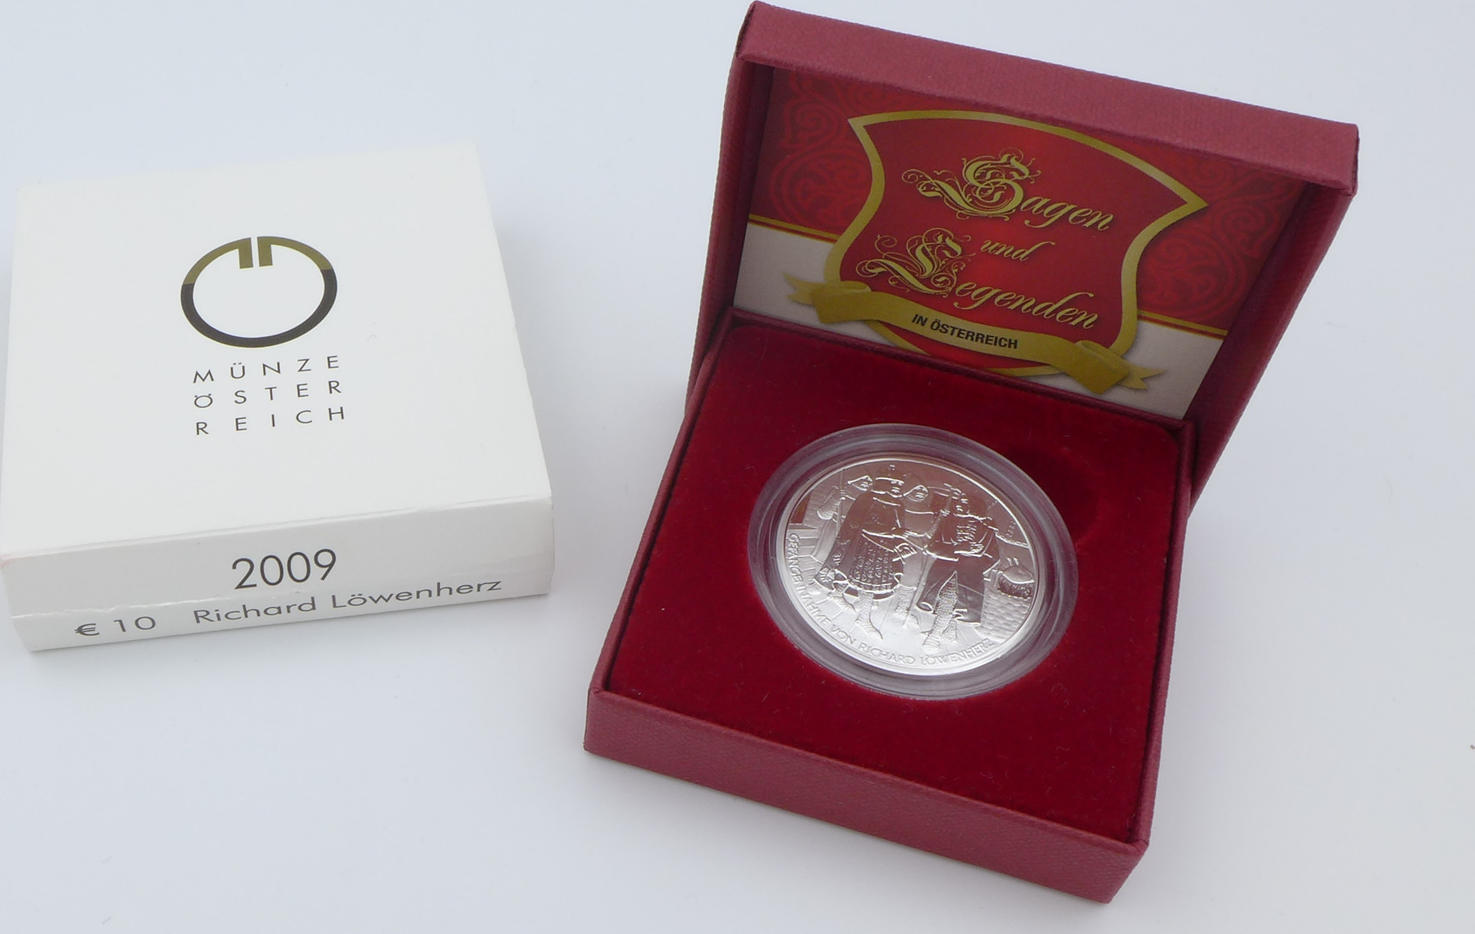 MÜNZE
ÖSTER
REICH
2009
€ 10 Richard Löwenherz
Sagen
und
Legenden
IN ÖSTERREICH
GEFANGENNAHME VON RICHARD LÖWENHERZ